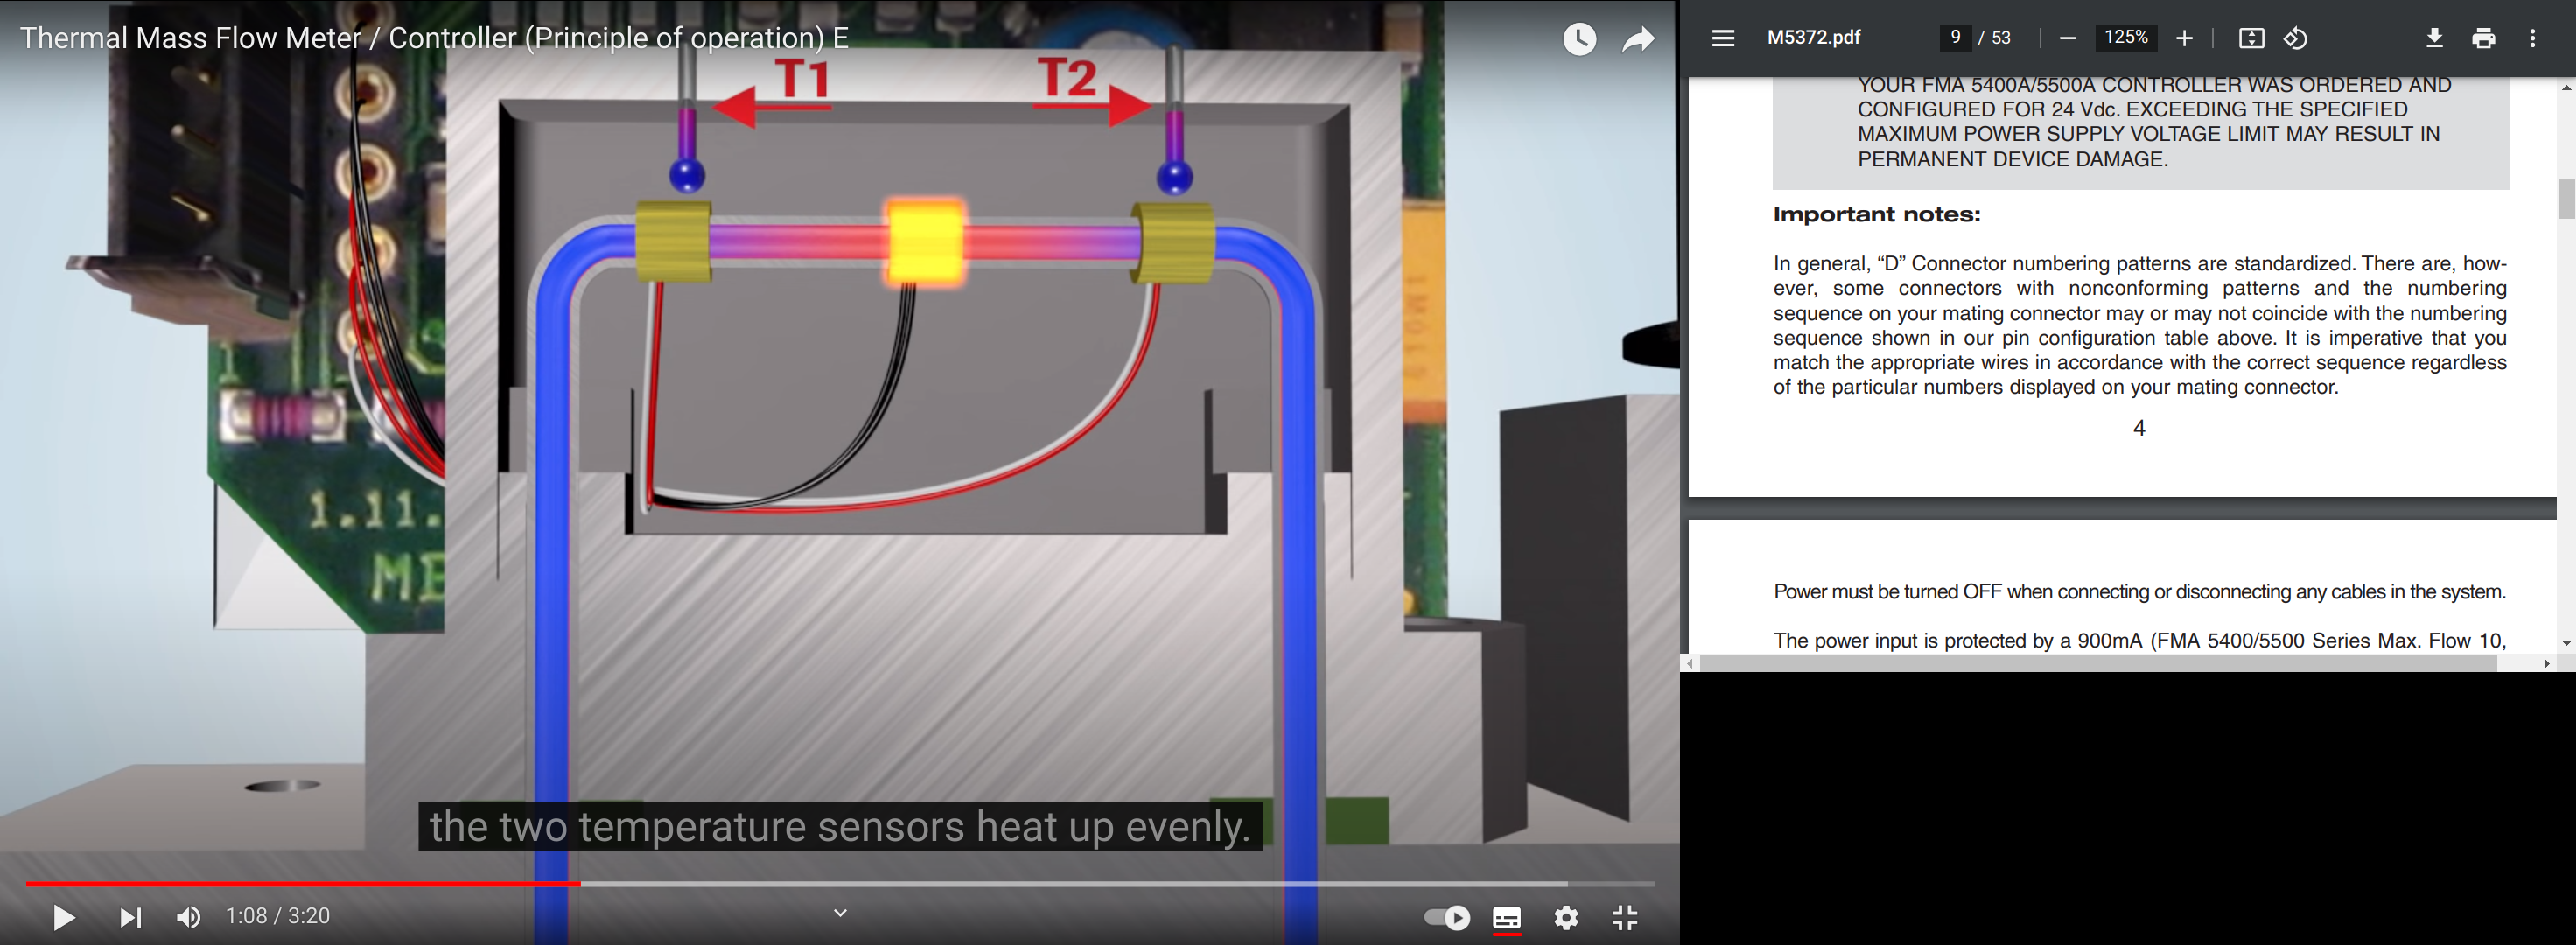 Thermal Mass Flow Meter / Controller (Principle of operation) E
T1
T2
1.11.
ME
the two temperature sensors heat up evenly.
1:08 / 3:20
M5372.pdf
9 / 53
125%
YOUR FMA 5400A/5500A CONTROLLER WAS ORDERED AND
CONFIGURED FOR 24 Vdc. EXCEEDING THE SPECIFIED
MAXIMUM POWER SUPPLY VOLTAGE LIMIT MAY RESULT IN
PERMANENT DEVICE DAMAGE.
Important notes:
In general, “D” Connector numbering patterns are standardized. There are, how-
ever, some connectors with nonconforming patterns and the numbering
sequence on your mating connector may or may not coincide with the numbering
sequence shown in our pin configuration table above. It is imperative that you
match the appropriate wires in accordance with the correct sequence regardless
of the particular numbers displayed on your mating connector.
4
Power must be turned OFF when connecting or disconnecting any cables in the system.
The power input is protected by a 900mA (FMA 5400/5500 Series Max. Flow 10,